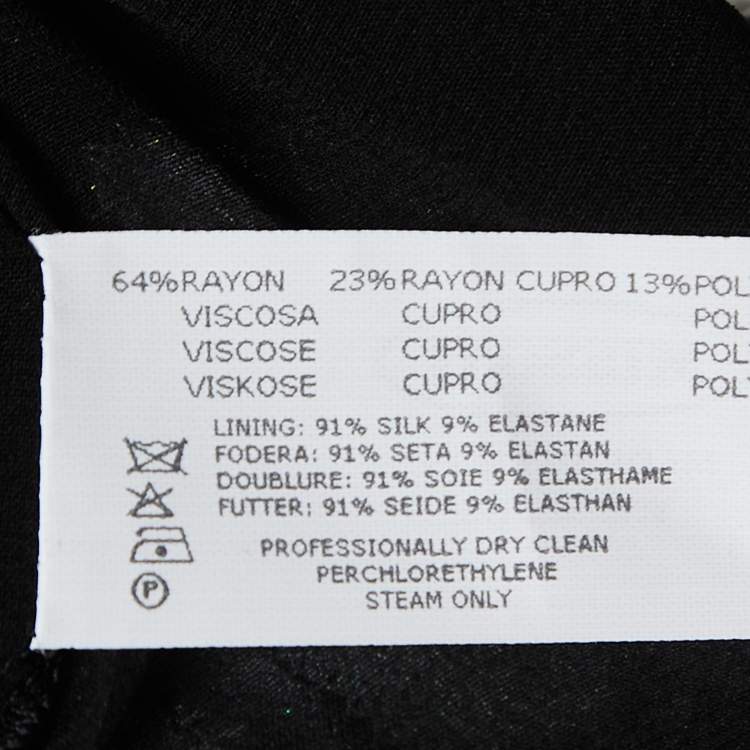 64% RAYON 23% RAYON CUPRO 13% POL
VISCOSA CUPRO POL
VISCOSE CUPRO POL
VISKOSE CUPRO POL
LINING: 91% SILK 9% ELASTANE
FODERA: 91% SETA 9% ELASTAN
DOUBLURE: 91% SOIE 9% ELASTHAME
FUTTER: 91% SEIDE 9% ELASTHAN
PROFESSIONALLY DRY CLEAN
PERCHLORETHYLENE
P
STEAM ONLY